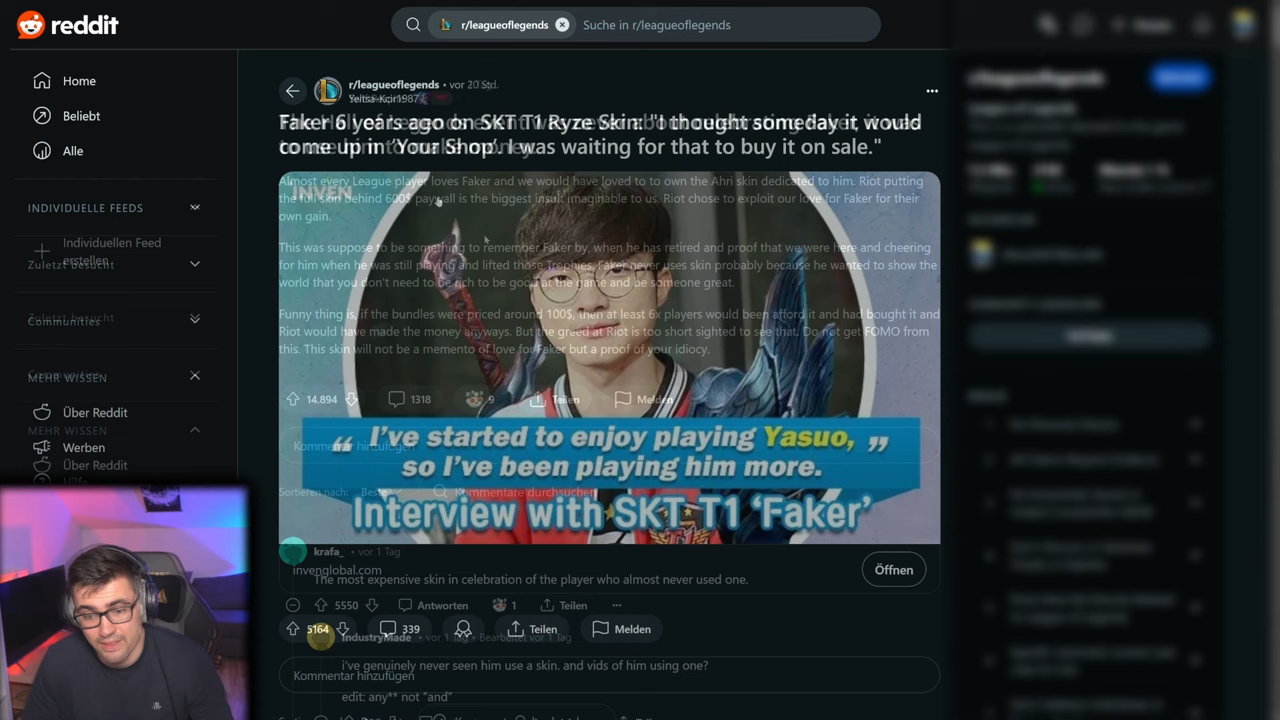 reddit
r/leagueoflegends
Suche in r/leagueoflegends
Home
Beliebt
Alle
INDIVIDUELLE FEEDS
Individuellen Feed
erstellen
Zuletzt besucht
Zuletzt besucht
Communities
MEHR WISSEN
Über Reddit
MEHR WISSEN
Werben
Über Reddit
r/leagueoflegends • vor 20 Std.
Faker 6 years ago on SKT T1 Ryze Skin: "I thought someday it would
come up in 'Your Shop'. I was waiting for that to buy it on sale."
INVEN
Almost every League player loves Faker and we would have loved to to own the Ahri skin dedicated to him. Riot putting
the full skin behind 600$ paywall is the biggest insult imaginable to us. Riot chose to exploit our love for Faker for their
own gain.
This was suppose to be something to remember Faker by, when he has retired and proof that we were here and cheering
for him when he was still playing and lifted those Trophies. Faker never uses skin probably because he wanted to show the
world that you don't need to be rich to be good at the game and be someone great.
Funny thing is, if the bundles were priced around 100$, then at least 6x players would been afford it and had bought it and
Riot would have made the money anyways. But the greed at Riot is too short sighted to see that. Do not get FOMO from
this. This skin will not be a memento of love for Faker but a proof of your idiocy.
14.894 1318 9 Teilen Melden
Kommentar hinzufügen
“ I've started to enjoy playing Yasuo, ”
so I've been playing him more.
Sortieren nach: Beste Kommentare durchsuchen
Interview with SKT T1 'Faker'
krafa_ • vor 1 Tag
invenglobal.com
Öffnen
The most expensive skin in celebration of the player who almost never used one.
5550 Antworten 1 Teilen
5164 339 Teilen Melden
IndustryMade • vor 1 Tag • Bearbeitet vor 1 Tag
i've genuinely never seen him use a skin. and vids of him using one?
Kommentar hinzufügen
edit: any** not "and"